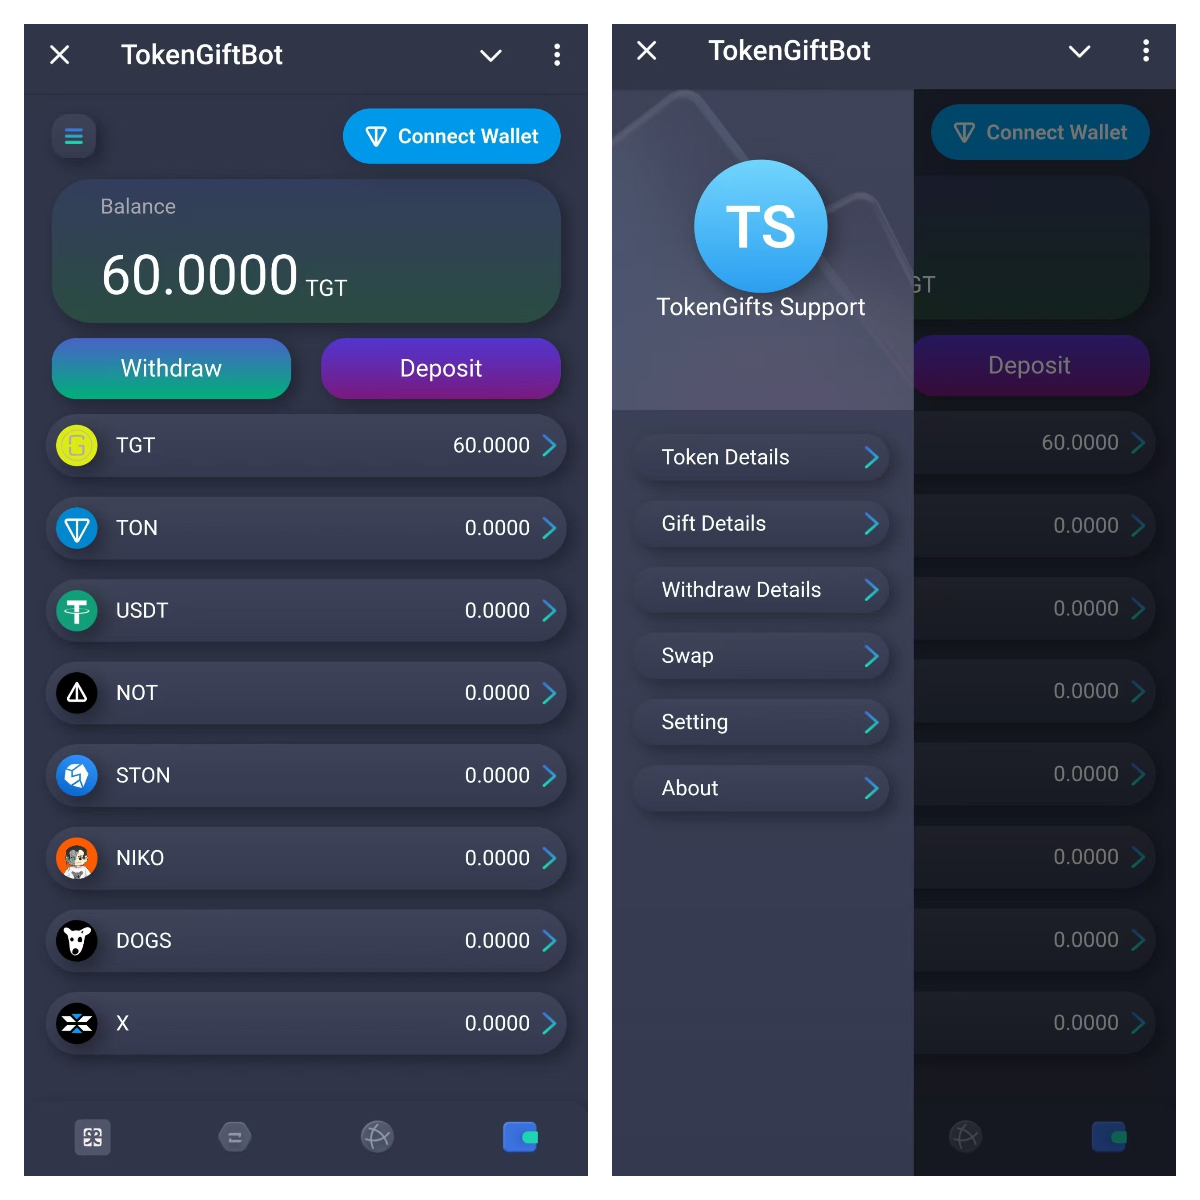 TokenGiftBot
Connect Wallet
Balance
60.0000 TGT
Withdraw
Deposit
TGT 60.0000
TON 0.0000
USDT 0.0000
NOT 0.0000
STON 0.0000
NIKO 0.0000
DOGS 0.0000
X 0.0000
TokenGiftBot
Connect Wallet
TS
GT
TokenGifts Support
Deposit
60.0000
Token Details
Gift Details
0.0000
Withdraw Details
0.0000
Swap
0.0000
Setting
0.0000
About
0.0000
0.0000
0.0000